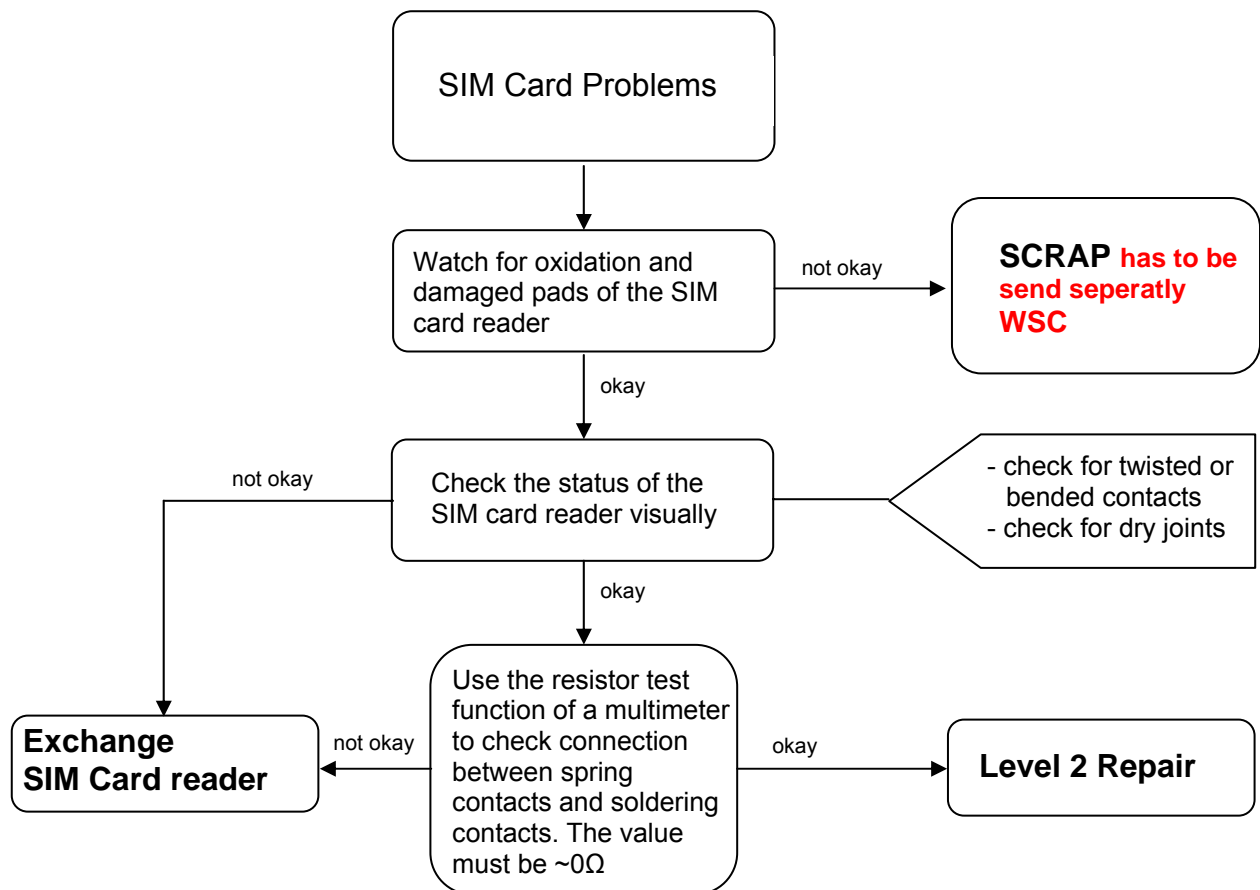 SIM Card Problems
Watch for oxidation and
damaged pads of the SIM
card reader
not okay
SCRAP has to be
send seperatly
WSC
okay
not okay
Check the status of the
SIM card reader visually
- check for twisted or
bended contacts
- check for dry joints
okay
Exchange
SIM Card reader
not okay
Use the resistor test
function of a multimeter
to check connection
between spring
contacts and soldering
contacts. The value
must be ~0Ω
okay
Level 2 Repair